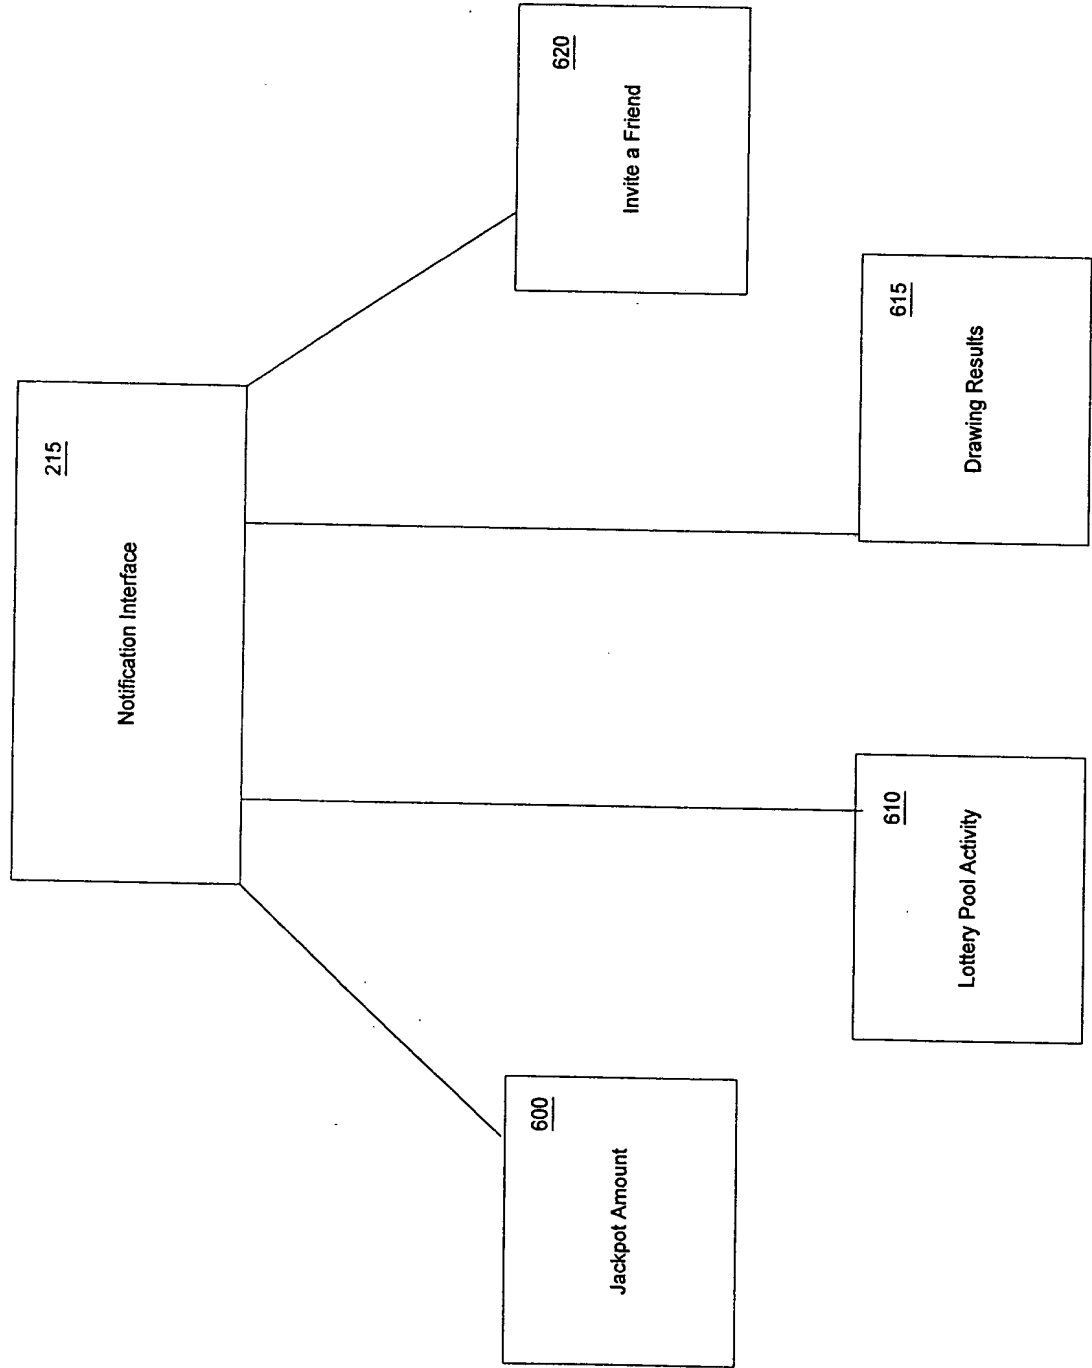 215
Notification Interface
600
Jackpot Amount
610
Lottery Pool Activity
615
Drawing Results
620
Invite a Friend